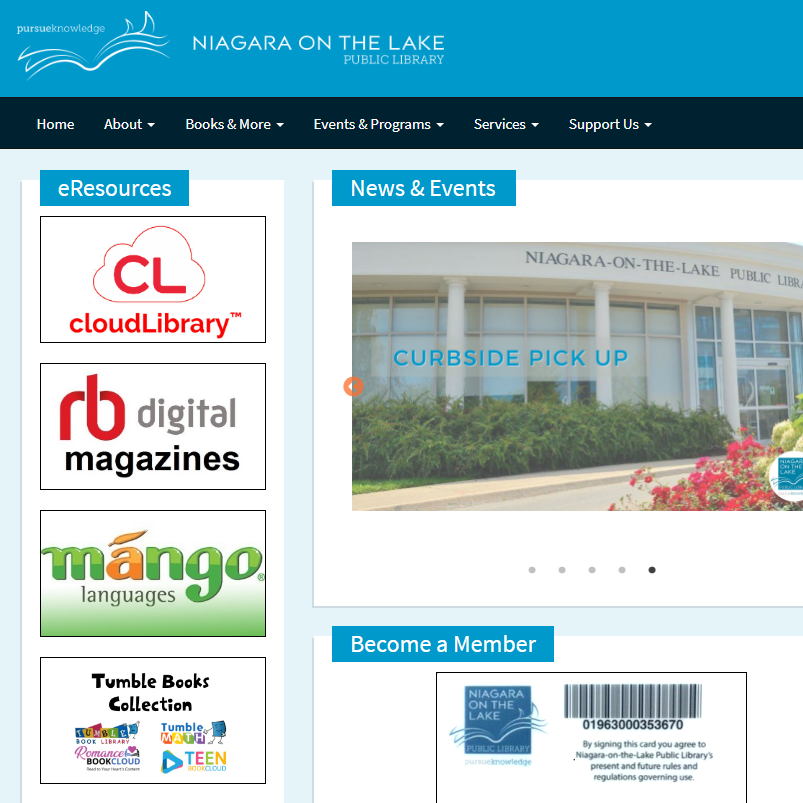 pursueknowledge
NIAGARA ON THE LAKE
PUBLIC LIBRARY
Home About Books & More Events & Programs Services Support Us
eResources
CL
cloudLibrary™
rb digital
magazines
mango
languages
®
Tumble Books
Collection
TUMBLE
BOOK LIBRARY
Tumble
MATH
Romance
BOOKCLOUD
Read to Your Heart's Content
TEEN
BOOKCLOUD
News & Events
NIAGARA-ON-THE-LAKE PUBLIC LIBRA
CURBSIDE PICK UP
Become a Member
NIAGARA
ON THE
LAKE
PUBLIC LIBRARY
pursueknowledge
01963000353670
By signing this card you agree to
Niagara-on-the-Lake Public Library's
present and future rules and
regulations governing use.